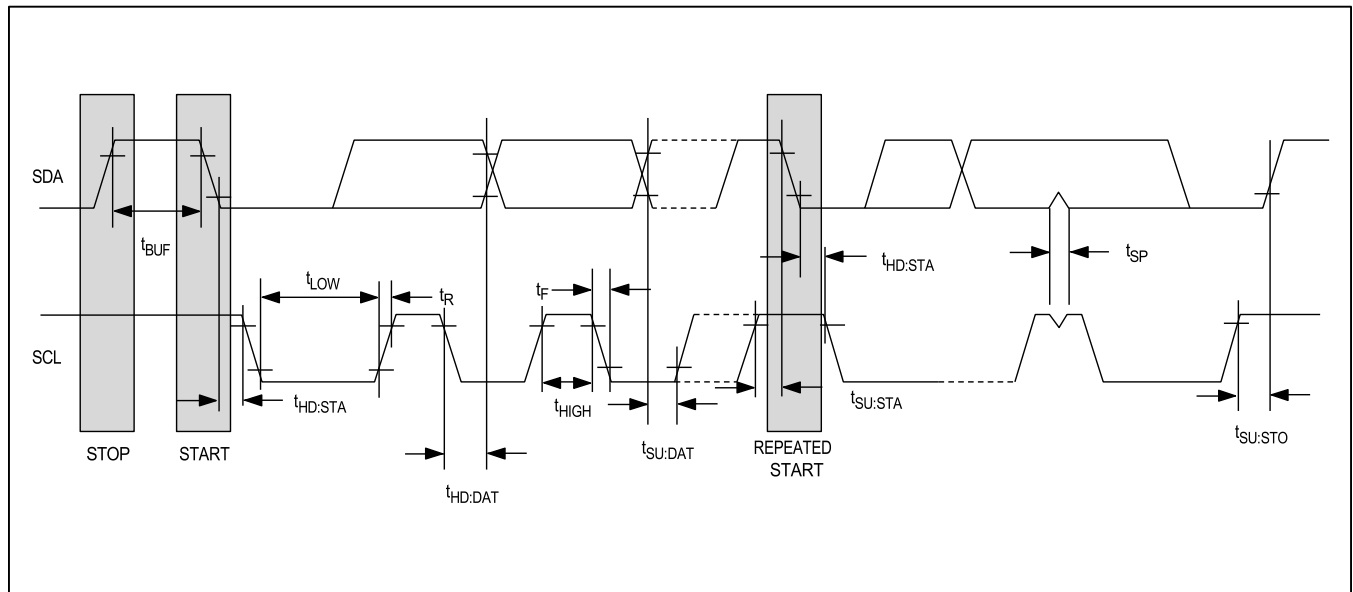 SDA
tBUF
tLOW
tR
tF
tHD:STA
tSP
SCL
tHD:STA
tHIGH
tSU:DAT
tSU:STA
tSU:STO
STOP
START
REPEATED
START
tHD:DAT